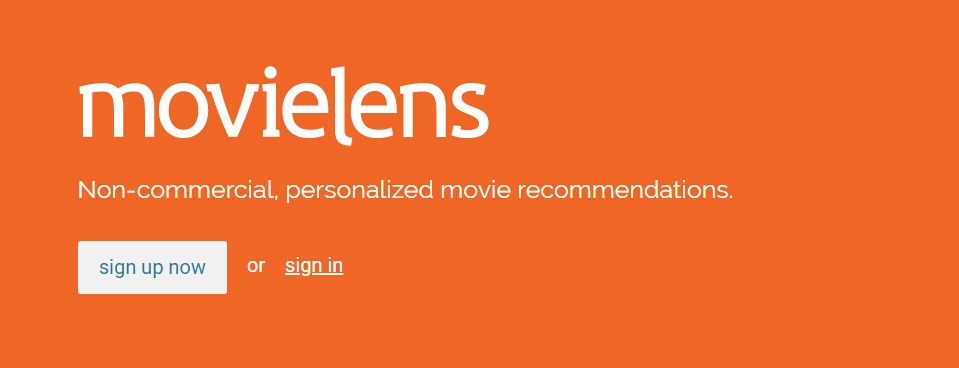 movielens
Non-commercial, personalized movie recommendations.
sign up now or sign in